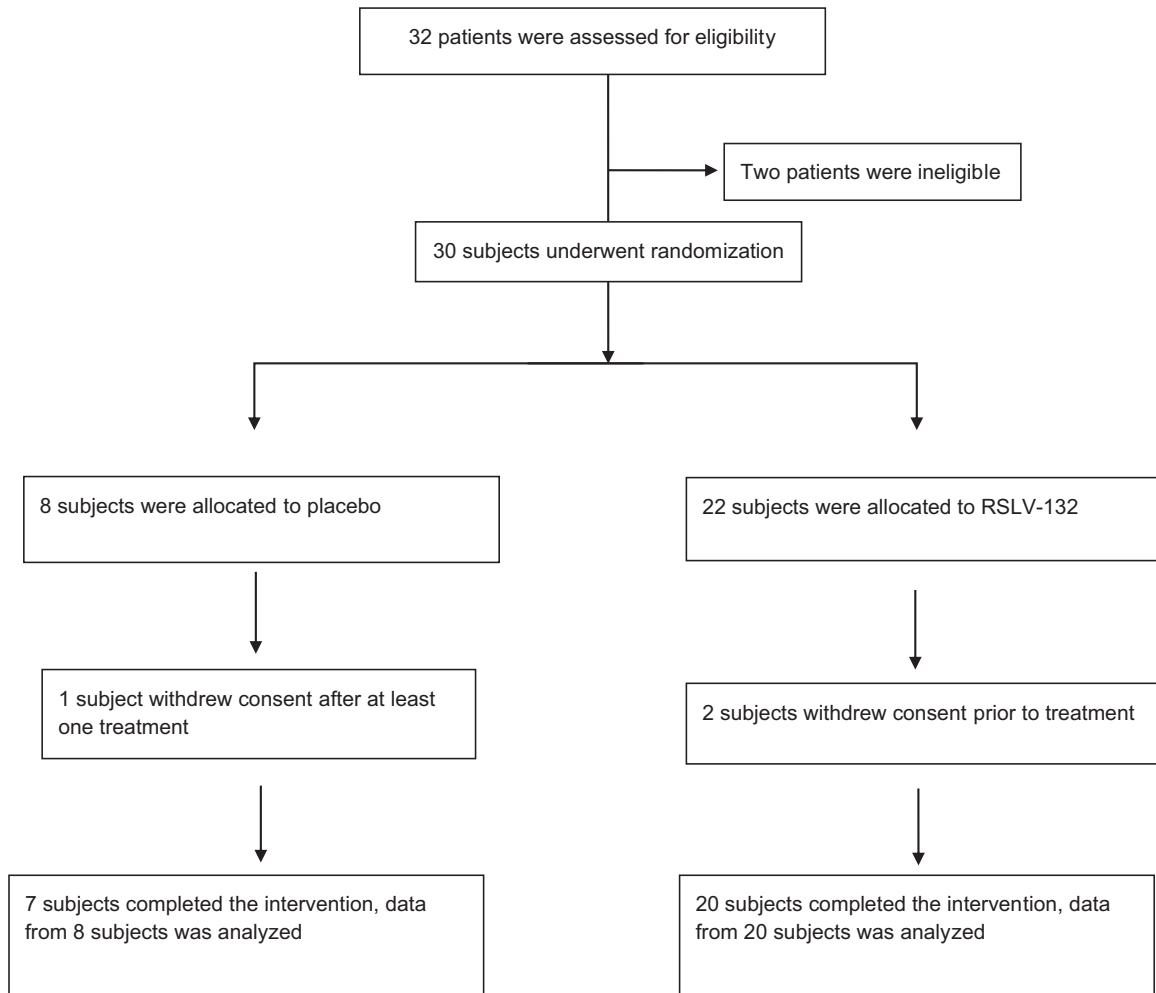 32 patients were assessed for eligibility
Two patients were ineligible
30 subjects underwent randomization
8 subjects were allocated to placebo
22 subjects were allocated to RSLV-132
1 subject withdrew consent after at least
one treatment
2 subjects withdrew consent prior to treatment
7 subjects completed the intervention, data
from 8 subjects was analyzed
20 subjects completed the intervention, data
from 20 subjects was analyzed